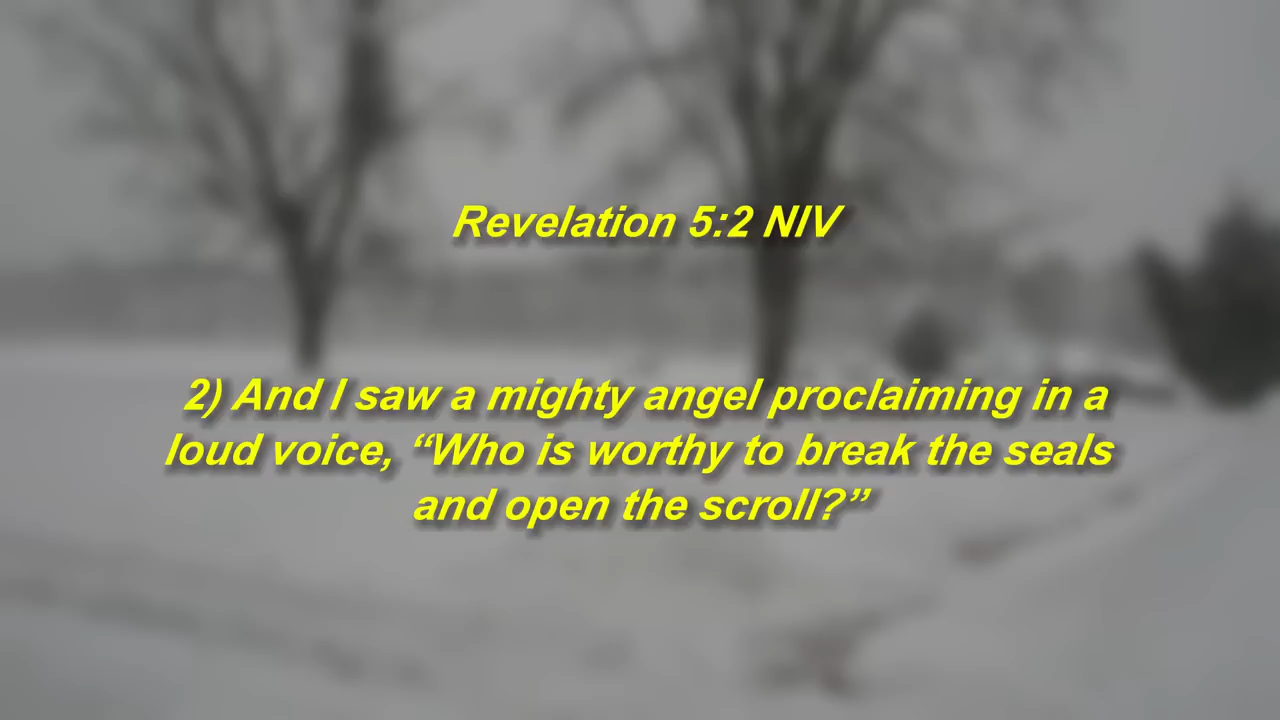 Revelation 5:2 NIV
2) And I saw a mighty angel proclaiming in a
loud voice, “Who is worthy to break the seals
and open the scroll?”